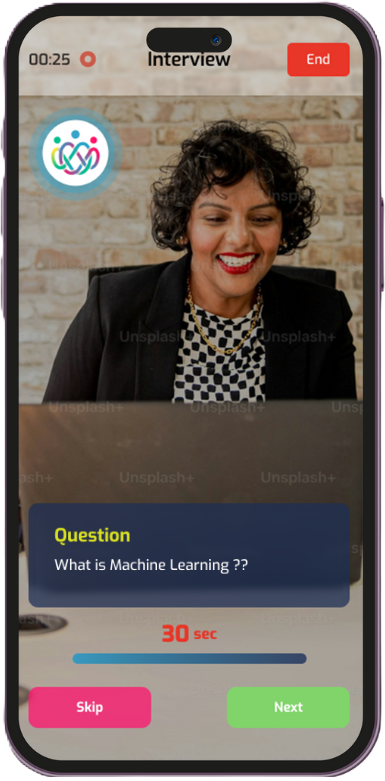 00:25
Interview
End
Unsplash+
Unsplash+ Unsplash+
Unsplash+ Unsplash+
Unsplash+ Unsplash+
Question
What is Machine Learning ??
30 sec
Skip
Next